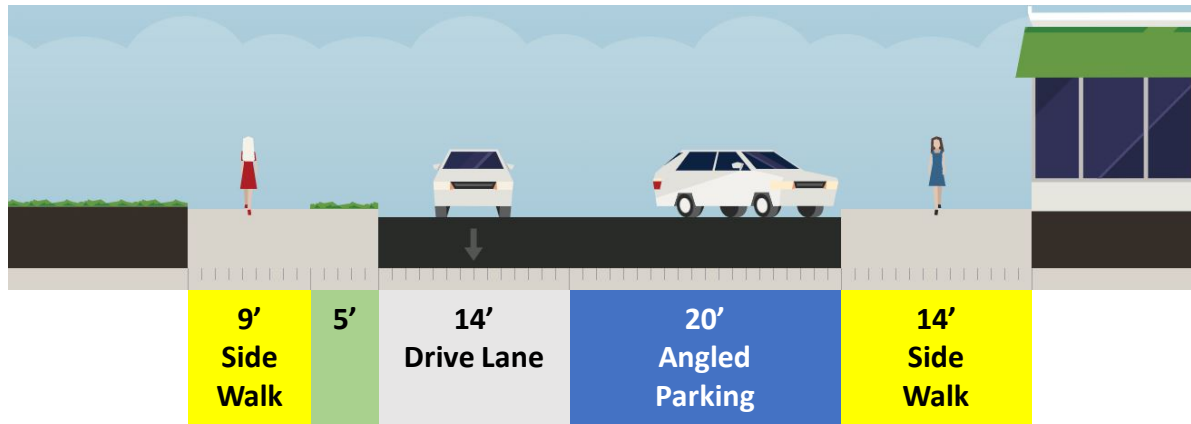 9’
Side
Walk
5’
14’
Drive Lane
20’
Angled
Parking
14’
Side
Walk